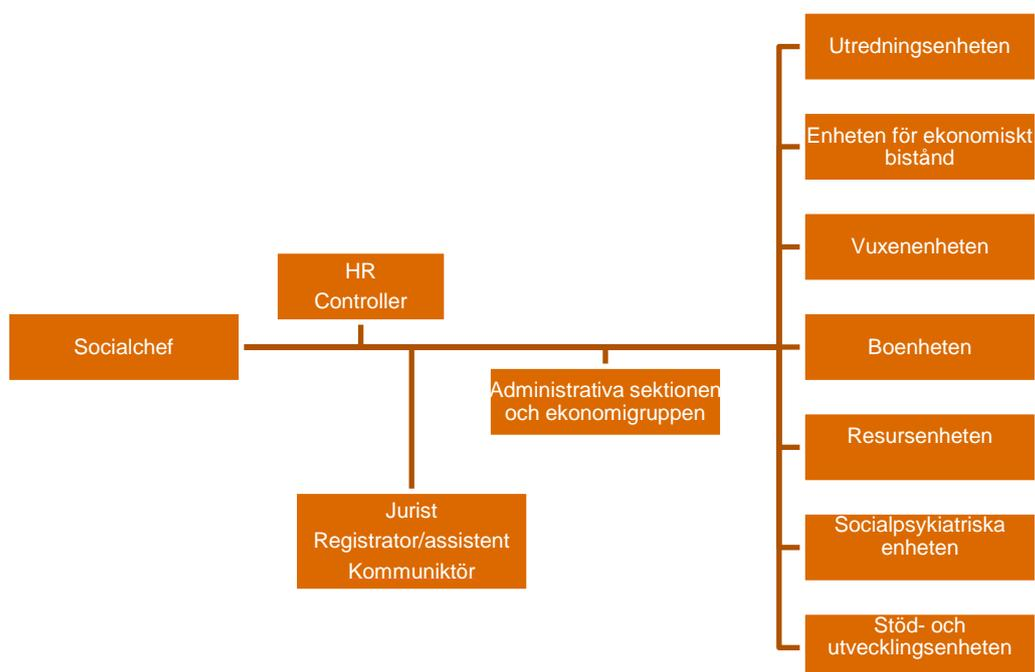 Socialchef
HR
Controller
Jurist
Registrator/assistent
Kommuniktör
Administrativa sektionen
och ekonomigruppen
Utredningsenheten
Enheten för ekonomiskt
bistånd
Vuxenenheten
Boenheten
Resursenheten
Socialpsykiatriska
enheten
Stöd- och
utvecklingsenheten